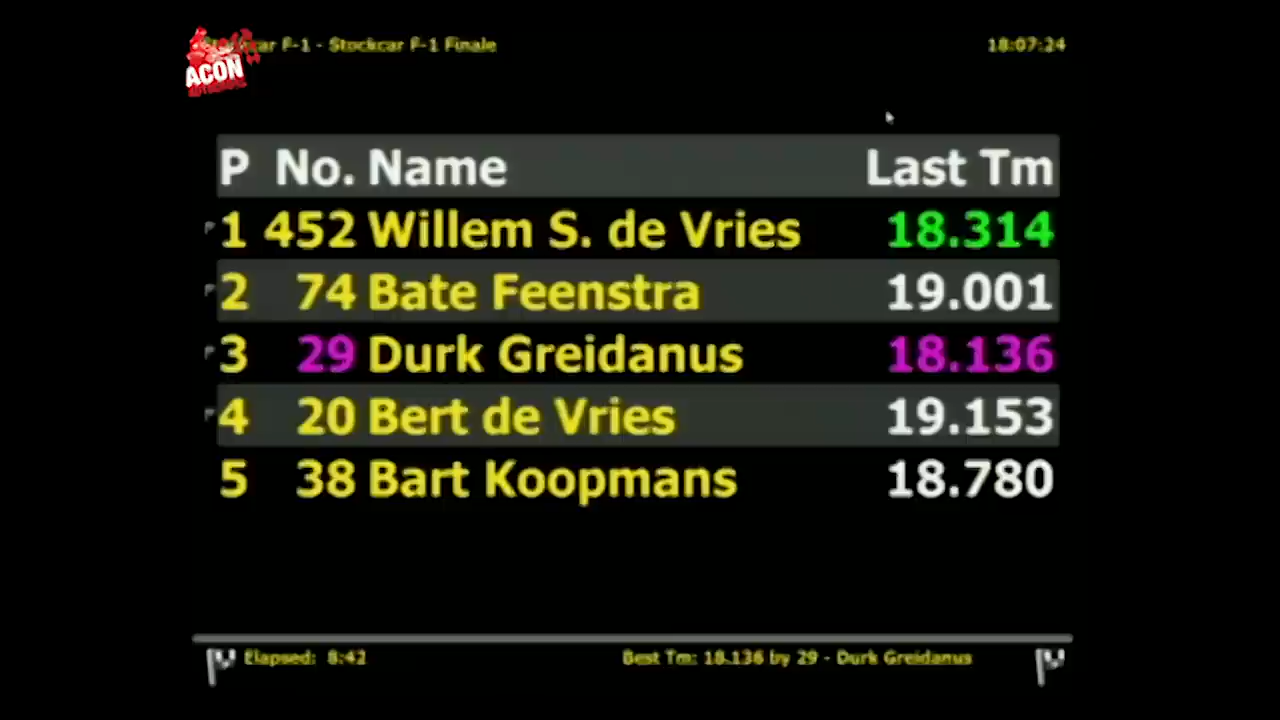 ACON
car F-1 - Stockcar F-1 Finale 18:07:24
P No. Name Last Tm
1 452 Willem S. de Vries 18.314
2 74 Bate Feenstra 19.001
3 29 Durk Greidanus 18.136
4 20 Bert de Vries 19.153
5 38 Bart Koopmans 18.780
Elapsed: 8:42 Best Tm: 18.136 by 29 - Durk Greidanus